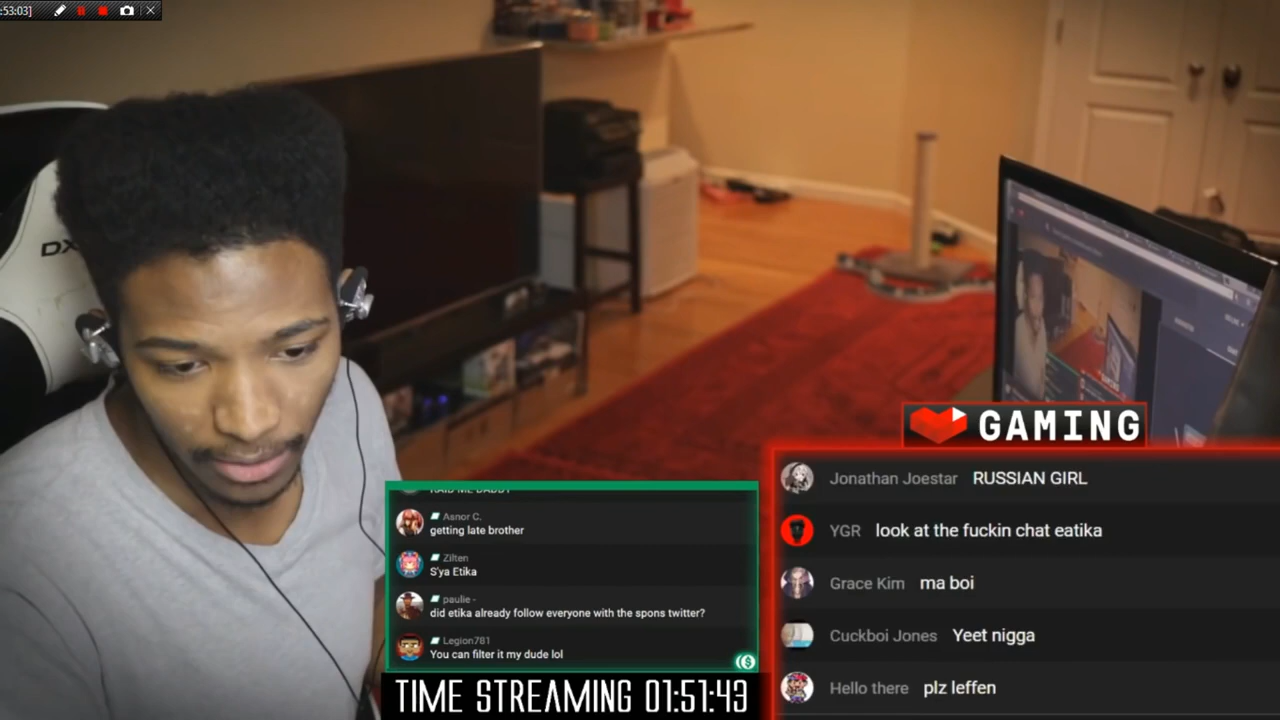 :53:03]
DX
GAMING
RAID ME DADDY
Aanor C.
getting late brother
Zilten
S'ya Etika
paulie -
did etika already follow everyone with the spons twitter?
Legion781
You can filter it my dude lol
TIME STREAMING 01:51:43
Jonathan Joestar RUSSIAN GIRL
YGR look at the fuckin chat eatika
Grace Kim ma boi
Cuckboi Jones Yeet nigga
Hello there plz leffen